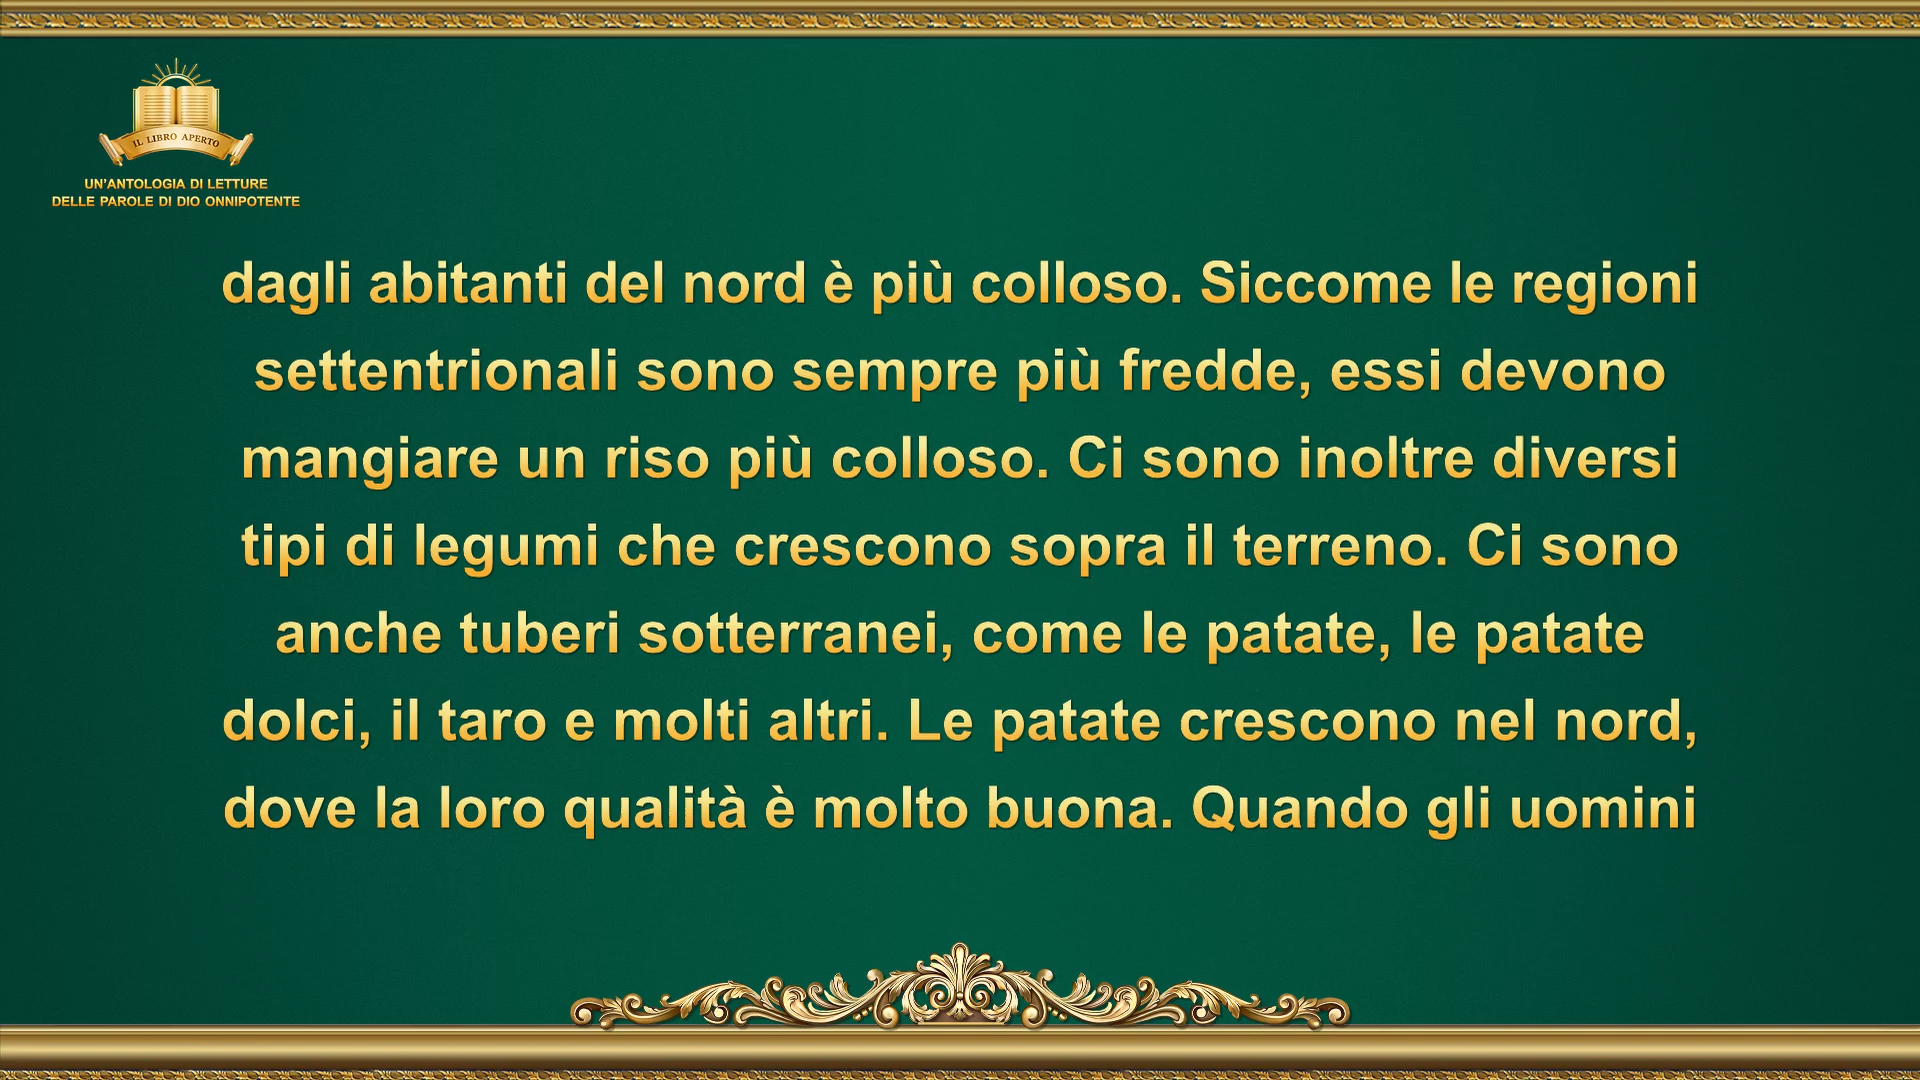 IL LIBRO APERTO
UN'ANTOLOGIA DI LETTURE
DELLE PAROLE DI DIO ONNIPOTENTE
dagli abitanti del nord è più colloso. Siccome le regioni
settentrionali sono sempre più fredde, essi devono
mangiare un riso più colloso. Ci sono inoltre diversi
tipi di legumi che crescono sopra il terreno. Ci sono
anche tuberi sotterranei, come le patate, le patate
dolci, il taro e molti altri. Le patate crescono nel nord,
dove la loro qualità è molto buona. Quando gli uomini